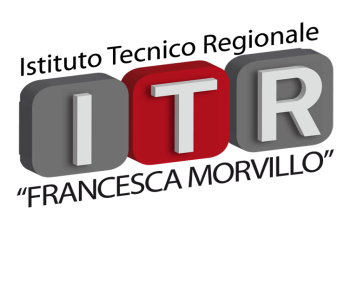 Istituto Tecnico Regionale
ITR
“FRANCESCA MORVILLO”